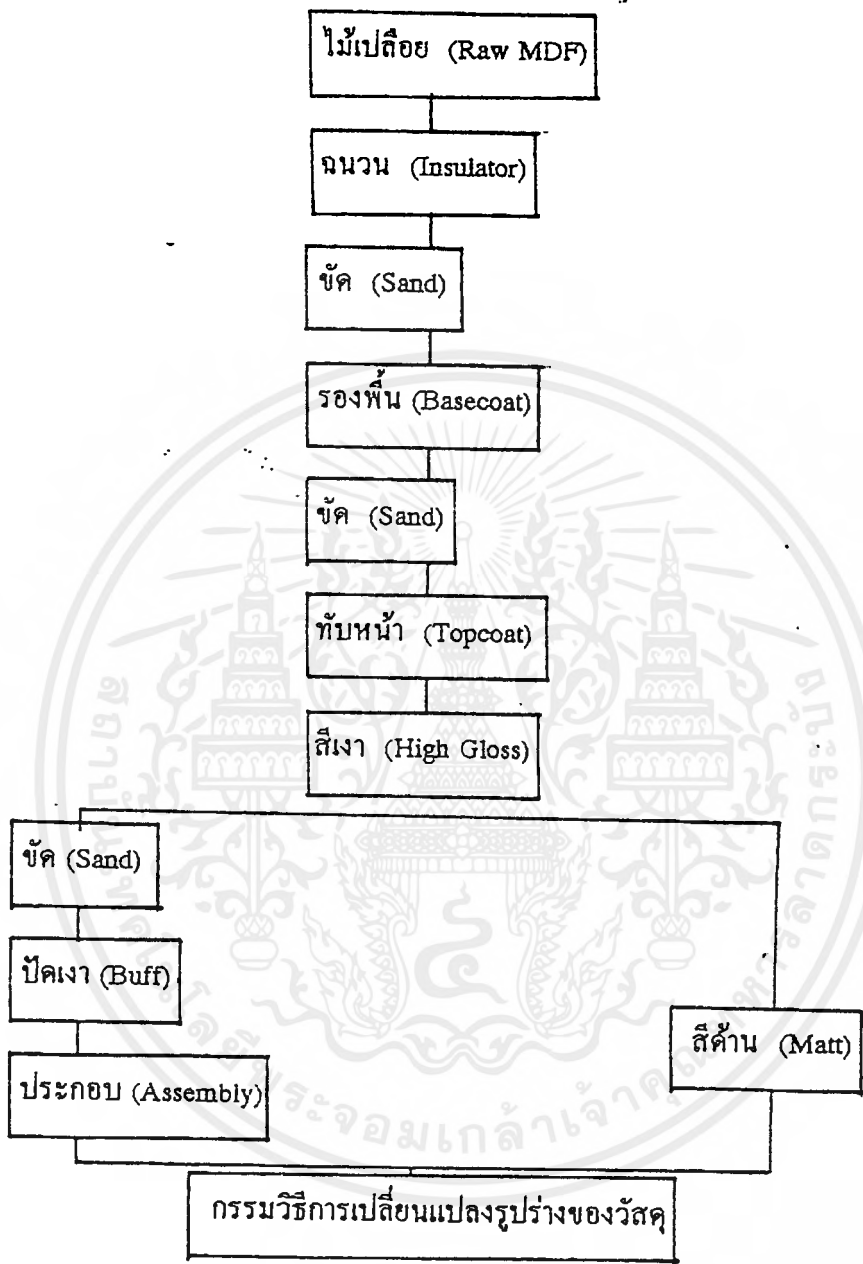 ไม้เปลือย (Raw MDF)
ฉนวน (Insulator)
ขัด (Sand)
รองพื้น (Basecoat)
ขัด (Sand)
ทับหน้า (Topcoat)
สีเงา (High Gloss)
ขัด (Sand)
ปัดเงา (Buff)
สีด้าน (Matt)
ประกอบ (Assembly)
กรรมวิธีการเปลี่ยนแปลงรูปร่างของวัสดุ